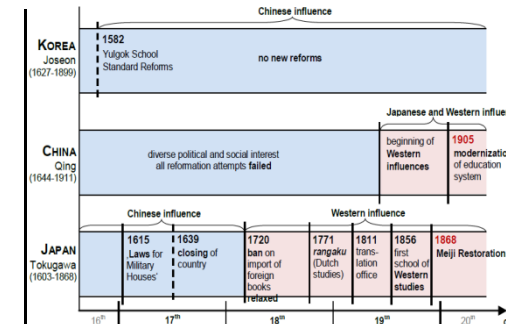 Chinese influence
KOREA
Joseon
(1627-1899)
1582
Yulgok School
Standard Reforms
no new reforms
Japanese and Western influe
CHINA
Qing
(1644-1911)
diverse political and social interest
all reformation attempts failed
beginning of
Western
influences
1905
modernizatio
of education
system
Chinese influence
Western influence
JAPAN
Tokugawa
(1603-1868)
1615
‚Laws for
Military
Houses'
1639
closing of
country
1720
ban on
import of
foreign
books
relaxed
1771
rangaku
(Dutch
studies)
1811
trans-
lation
office
1856
first
school of
Western
studies
1868
Meiji Restoration
16th
17th
18th
19th
20th